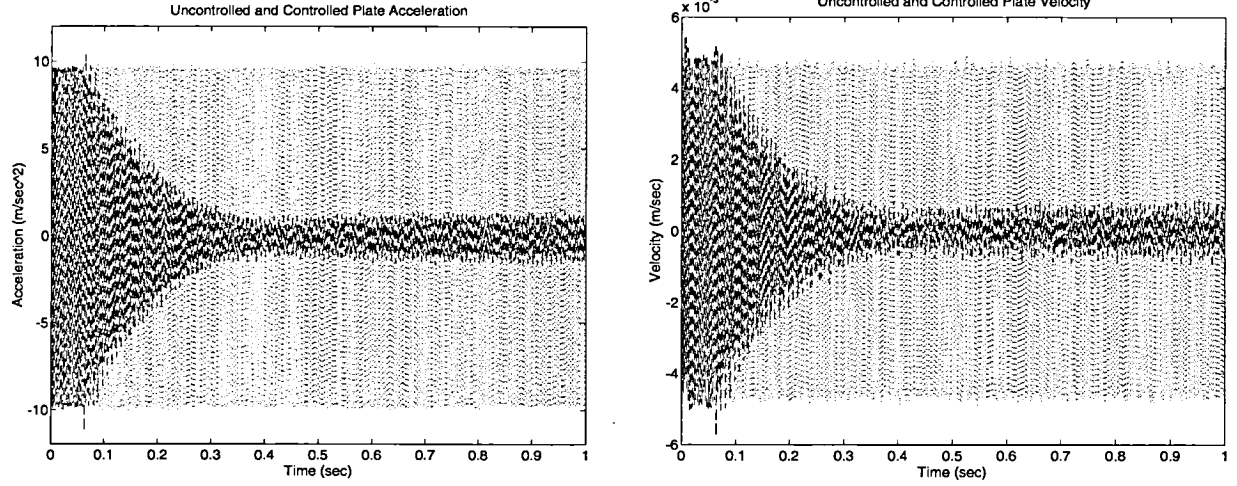 Uncontrolled and Controlled Plate Acceleration
10
5
0
-5
-10
Acceleration (m/sec^2)
0 0.1 0.2 0.3 0.4 0.5 0.6 0.7 0.8 0.9 1
Time (sec)
Uncontrolled and Controlled Plate Velocity
x 10^-3
6
4
2
0
-2
-4
-6
Velocity (m/sec)
0 0.1 0.2 0.3 0.4 0.5 0.6 0.7 0.8 0.9 1
Time (sec)